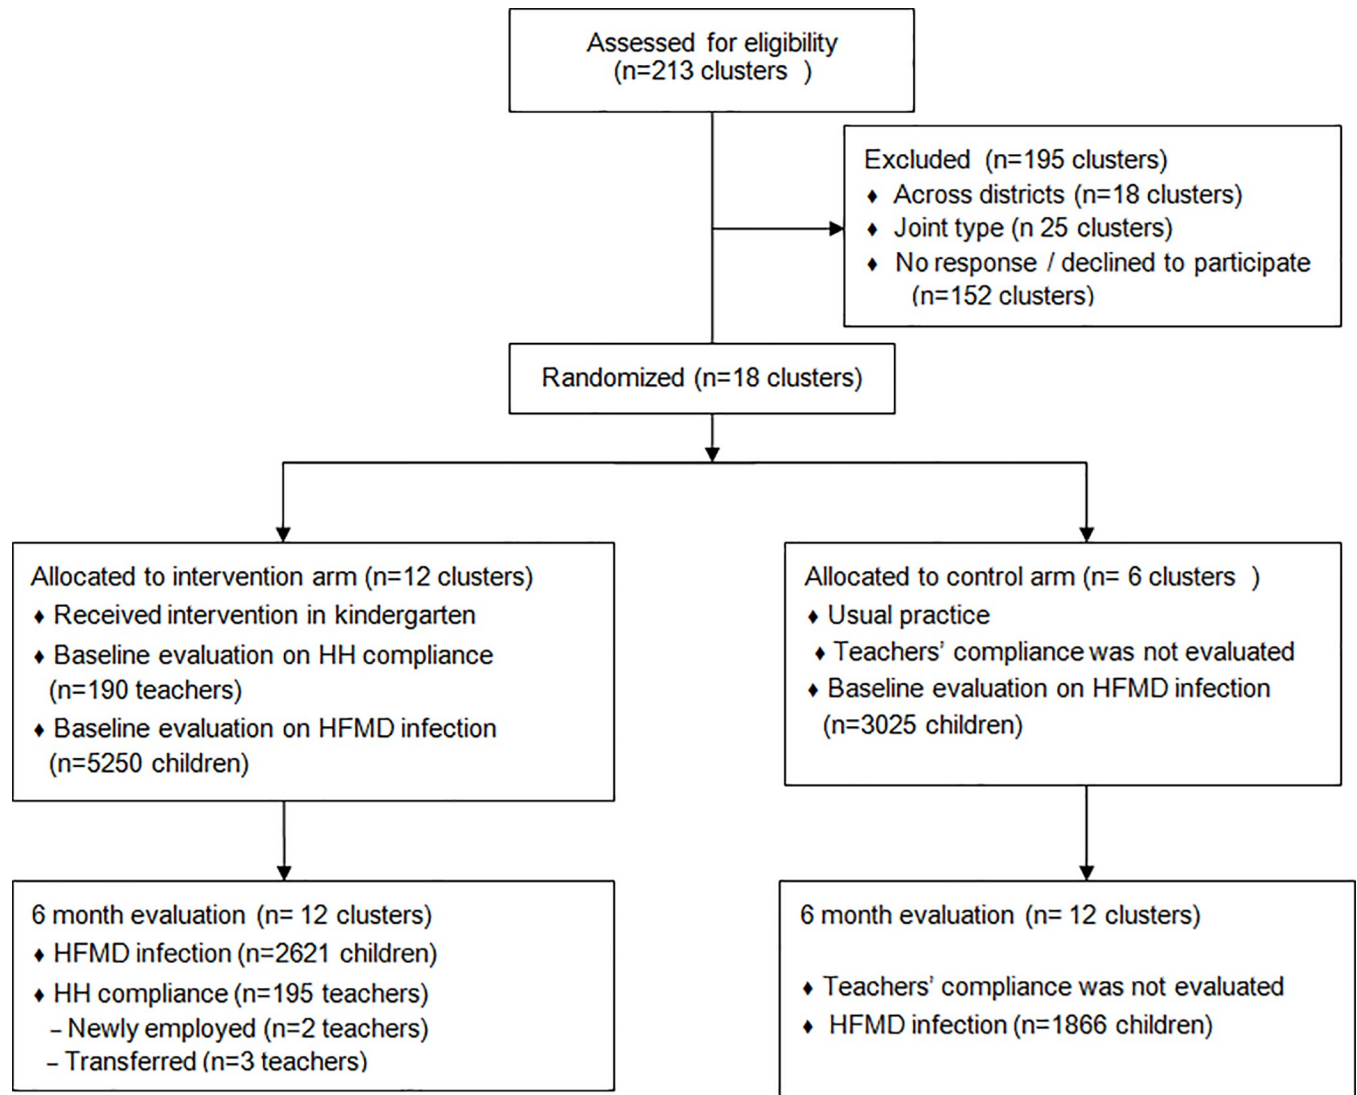 Assessed for eligibility
(n=213 clusters )
Excluded (n=195 clusters)
♦ Across districts (n=18 clusters)
♦ Joint type (n 25 clusters)
♦ No response / declined to participate
(n=152 clusters)
Randomized (n=18 clusters)
Allocated to intervention arm (n=12 clusters)
♦ Received intervention in kindergarten
♦ Baseline evaluation on HH compliance
(n=190 teachers)
♦ Baseline evaluation on HFMD infection
(n=5250 children)
Allocated to control arm (n= 6 clusters )
♦ Usual practice
♦ Teachers’ compliance was not evaluated
♦ Baseline evaluation on HFMD infection
(n=3025 children)
6 month evaluation (n= 12 clusters)
♦ HFMD infection (n=2621 children)
♦ HH compliance (n=195 teachers)
– Newly employed (n=2 teachers)
– Transferred (n=3 teachers)
6 month evaluation (n= 12 clusters)
♦ Teachers’ compliance was not evaluated
♦ HFMD infection (n=1866 children)